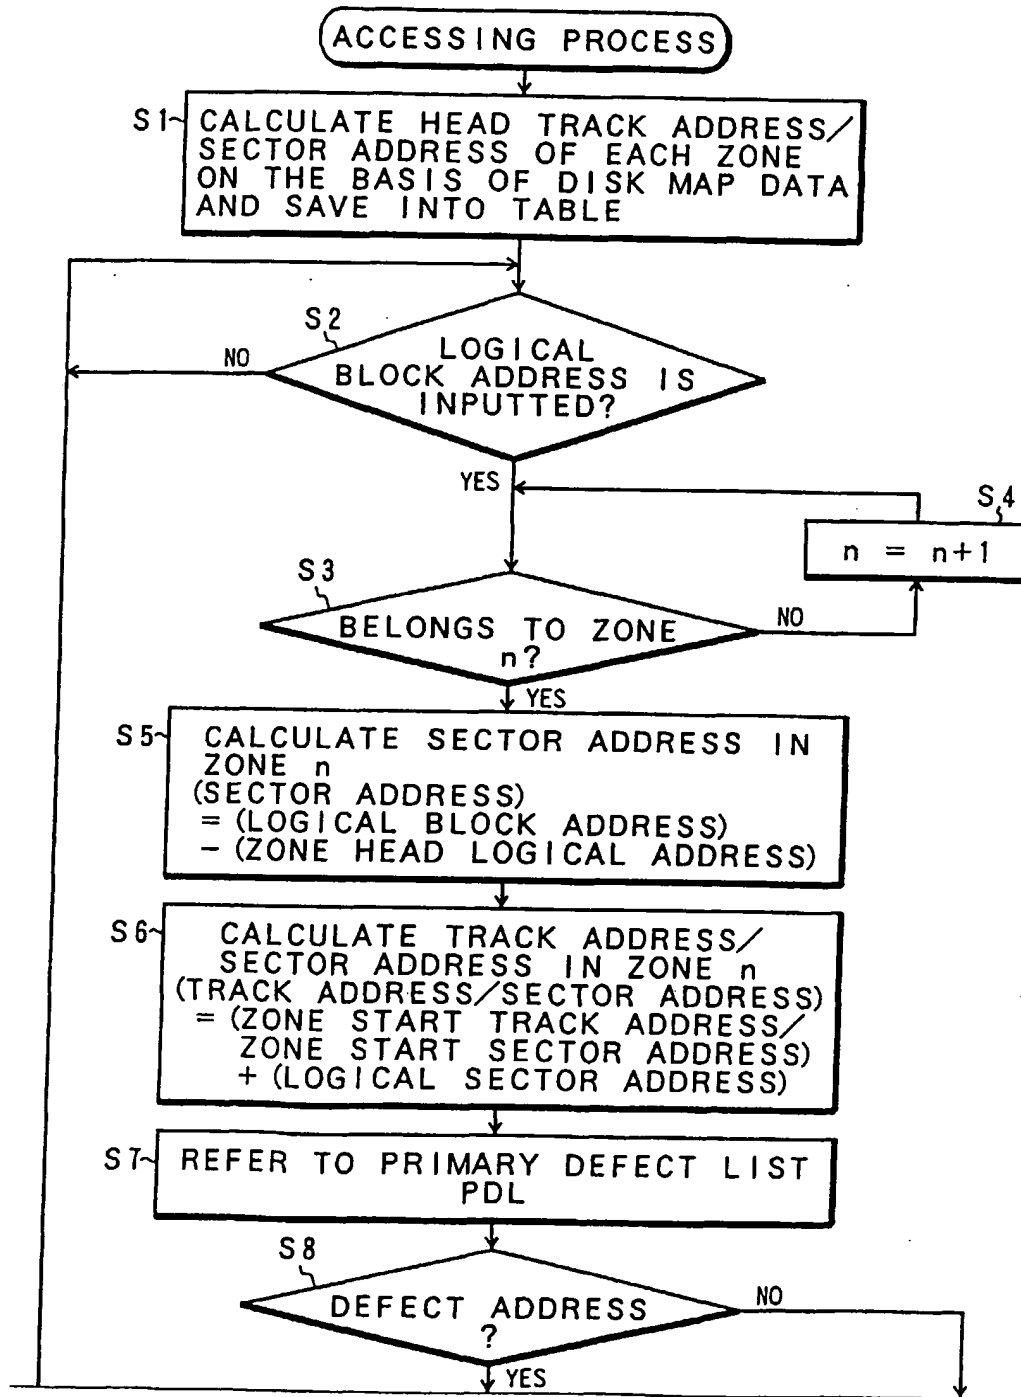 ACCESSING PROCESS
S1
CALCULATE HEAD TRACK ADDRESS/
SECTOR ADDRESS OF EACH ZONE
ON THE BASIS OF DISK MAP DATA
AND SAVE INTO TABLE
S2
NO
LOGICAL
BLOCK ADDRESS IS
INPUTTED?
YES
S4
n = n+1
S3
BELONGS TO ZONE
n?
NO
YES
S5
CALCULATE SECTOR ADDRESS IN
ZONE n
(SECTOR ADDRESS)
= (LOGICAL BLOCK ADDRESS)
- (ZONE HEAD LOGICAL ADDRESS)
S6
CALCULATE TRACK ADDRESS/
SECTOR ADDRESS IN ZONE n
(TRACK ADDRESS/SECTOR ADDRESS)
= (ZONE START TRACK ADDRESS/
ZONE START SECTOR ADDRESS)
+ (LOGICAL SECTOR ADDRESS)
S7
REFER TO PRIMARY DEFECT LIST
PDL
S8
DEFECT ADDRESS
?
NO
YES